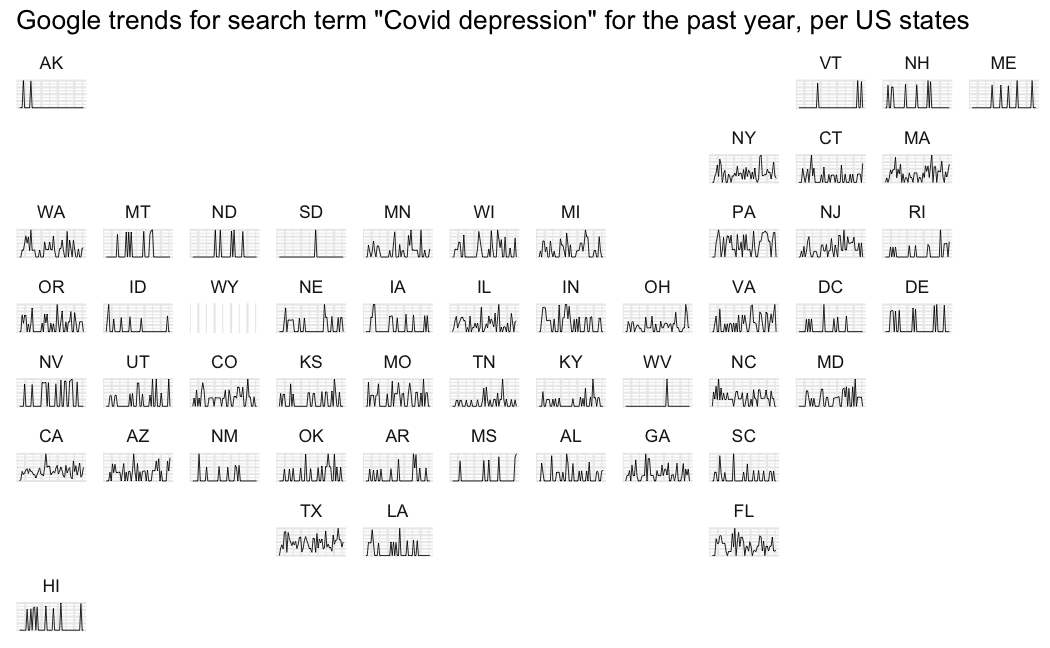 Google trends for search term "Covid depression" for the past year, per US states
AK VT NH ME
NY CT MA
WA MT ND SD MN WI MI PA NJ RI
OR ID WY NE IA IL IN OH VA DC DE
NV UT CO KS MO TN KY WV NC MD
CA AZ NM OK AR MS AL GA SC
TX LA FL
HI